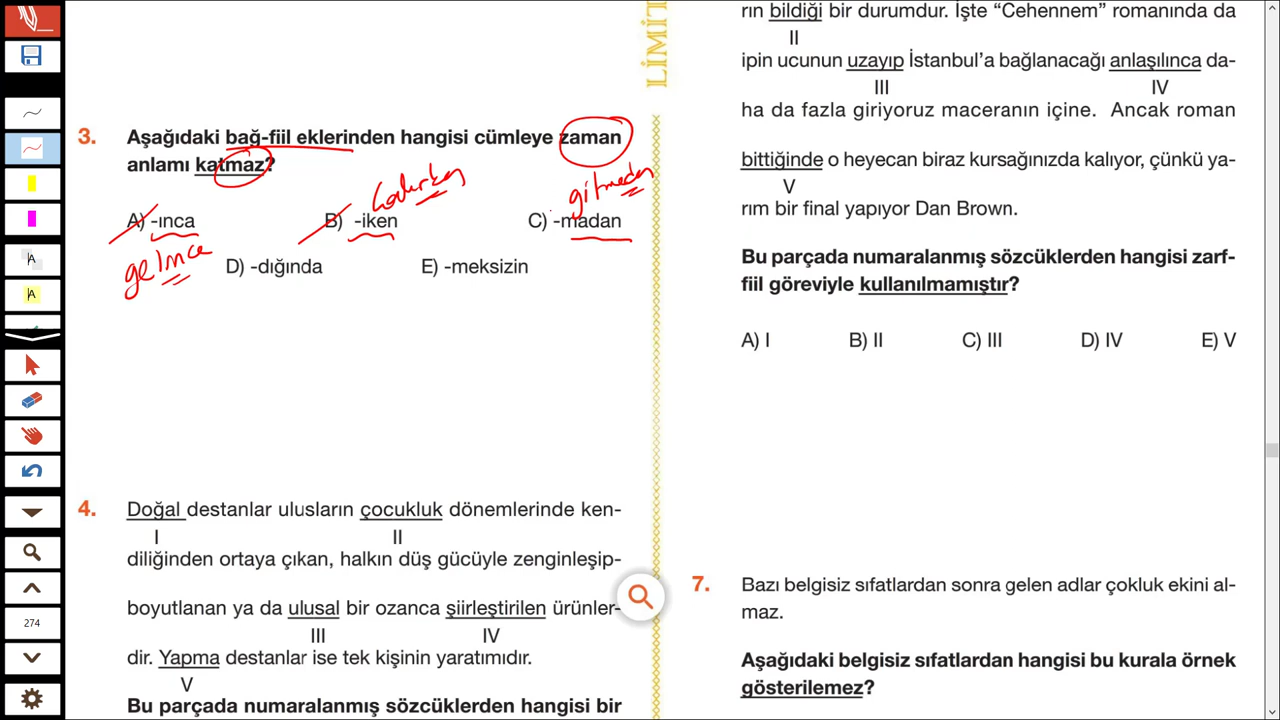 3. Aşağıdaki bağ-fiil eklerinden hangisi cümleye zaman
anlamı katmaz?
gitmeden
A) -ınca B) -iken C) -madan
gelince
D) -dığında E) -meksizin
4. Doğal destanlar ulusların çocukluk dönemlerinde ken-
I II
diliğinden ortaya çıkan, halkın düş gücüyle zenginleşip
boyutlanan ya da ulusal bir ozanca şiirleştirilen ürünler-
III IV
dir. Yapma destanlar ise tek kişinin yaratımıdır.
V
Bu parçada numaralanmış sözcüklerden hangisi bir
LİMİT
rın bildiği bir durumdur. İşte “Cehennem” romanında da
II
ipin ucunun uzayıp İstanbul’a bağlanacağı anlaşılınca da-
III IV
ha da fazla giriyoruz maceranın içine. Ancak roman
bittiğinde o heyecan biraz kursağınızda kalıyor, çünkü ya-
V
rım bir final yapıyor Dan Brown.
Bu parçada numaralanmış sözcüklerden hangisi zarf-
fiil göreviyle kullanılmamıştır?
A) I B) II C) III D) IV E) V
7. Bazı belgisiz sıfatlardan sonra gelen adlar çokluk ekini al-
maz.
Aşağıdaki belgisiz sıfatlardan hangisi bu kurala örnek
gösterilemez?
A
A
274